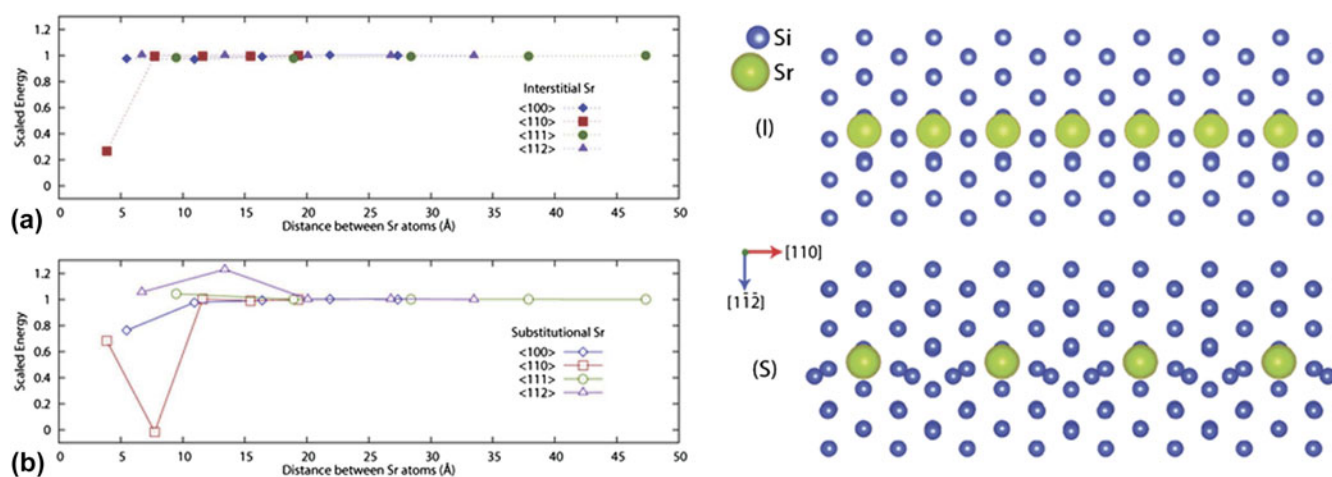 1.2
1
0.8
0.6
0.4
0.2
0
Scaled Energy
Interstitial Sr
<100>
<110>
<111>
<112>
0 5 10 15 20 25 30 35 40 45 50
Distance between Sr atoms (Å)
(a)
1.2
1
0.8
0.6
0.4
0.2
0
Scaled Energy
Substitutional Sr
<100>
<110>
<111>
<112>
0 5 10 15 20 25 30 35 40 45 50
Distance between Sr atoms (Å)
(b)
Si
Sr
(I)
[110]
[11̄2̄]
(S)